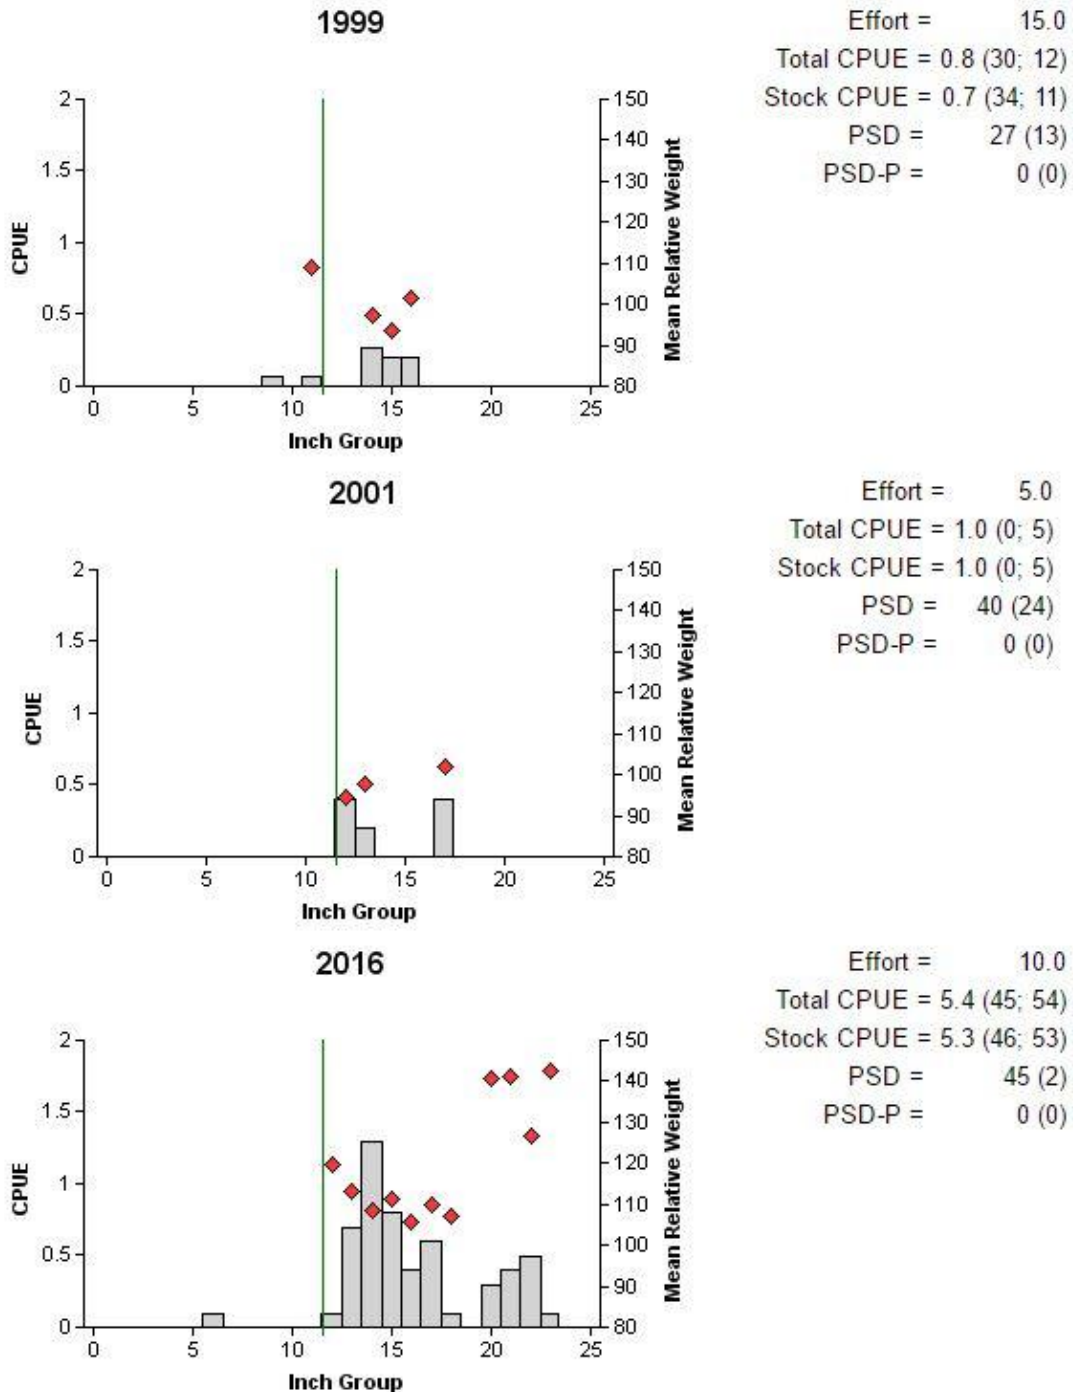 1999
Effort = 15.0
Total CPUE = 0.8 (30; 12)
Stock CPUE = 0.7 (34; 11)
PSD = 27 (13)
PSD-P = 0 (0)
2 150
140
1.5 130
120
1 110
100
0.5 90
0 80
CPUE
Mean Relative Weight
0 5 10 15 20 25
Inch Group
2001
Effort = 5.0
Total CPUE = 1.0 (0; 5)
Stock CPUE = 1.0 (0; 5)
PSD = 40 (24)
PSD-P = 0 (0)
2 150
140
1.5 130
120
1 110
100
0.5 90
0 80
CPUE
Mean Relative Weight
0 5 10 15 20 25
Inch Group
2016
Effort = 10.0
Total CPUE = 5.4 (45; 54)
Stock CPUE = 5.3 (46; 53)
PSD = 45 (2)
PSD-P = 0 (0)
2 150
140
1.5 130
120
1 110
100
0.5 90
0 80
CPUE
Mean Relative Weight
0 5 10 15 20 25
Inch Group